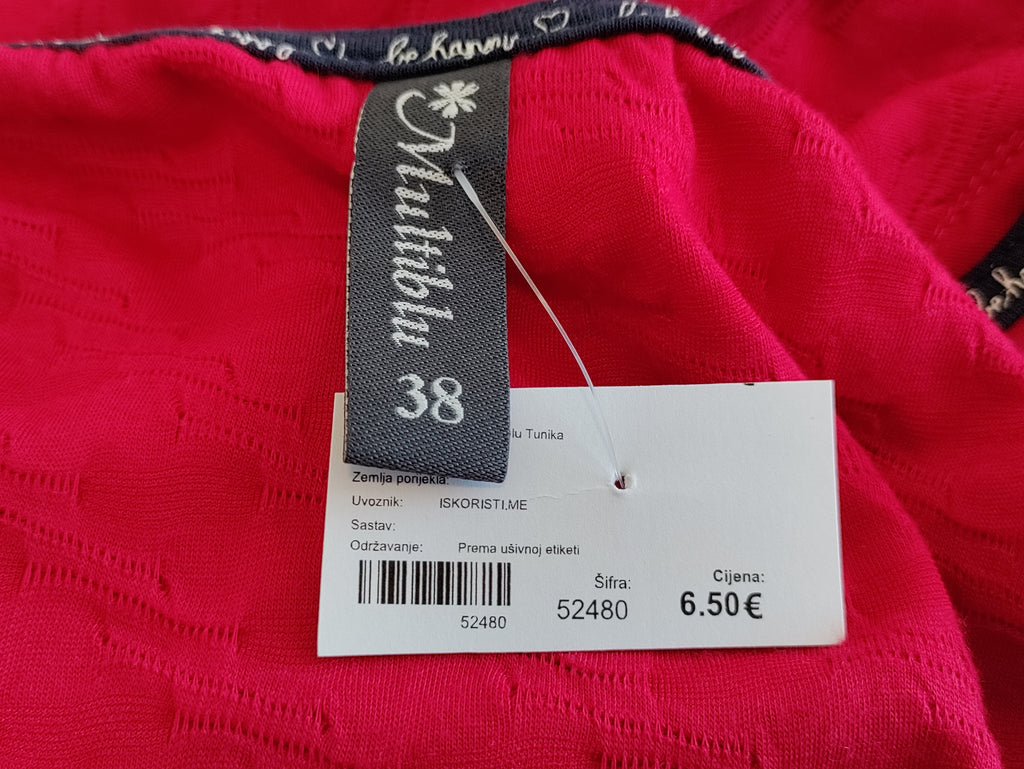 be happy
Multiblu
38
lu Tunika
Zemlja porijekla:
Uvoznik: ISKORISTI.ME
Sastav:
Održavanje: Prema ušivnoj etiketi
52480
Šifra:
52480
Cijena:
6.50€